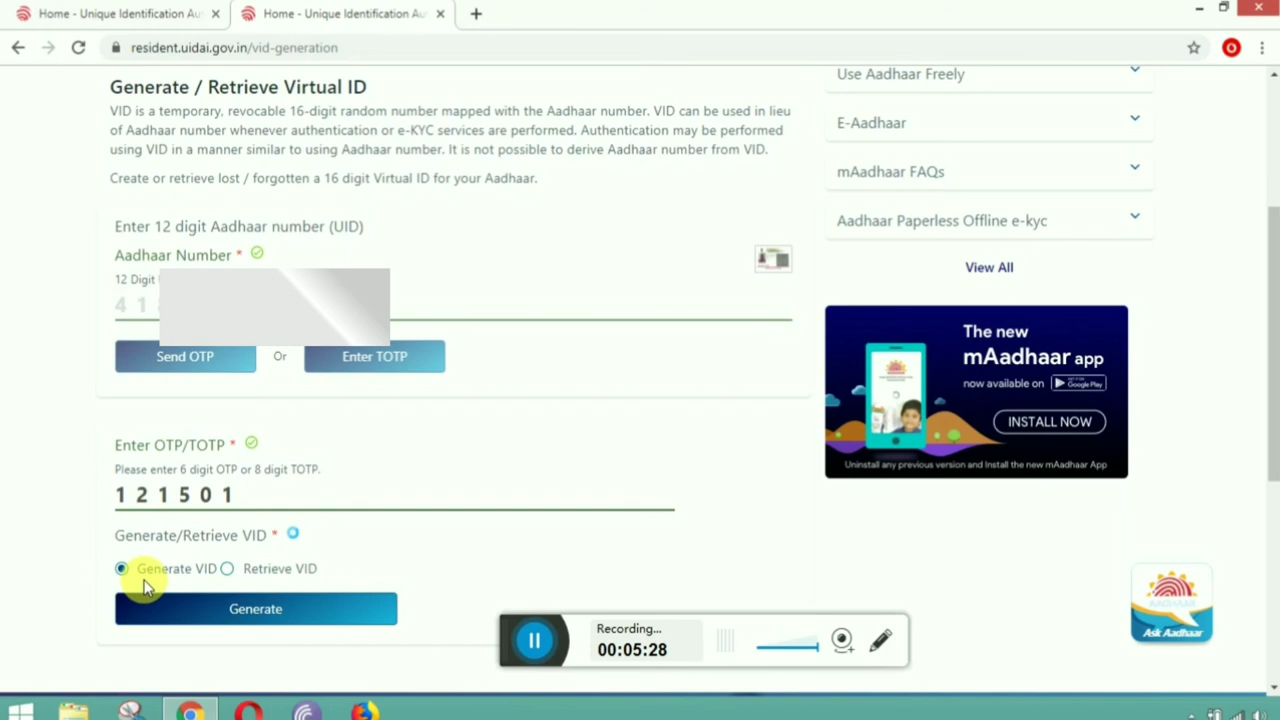 Home - Unique Identification Au
Home - Unique Identification Au
resident.uidai.gov.in/vid-generation
O
Generate / Retrieve Virtual ID
VID is a temporary, revocable 16-digit random number mapped with the Aadhaar number. VID can be used in lieu
of Aadhaar number whenever authentication or e-KYC services are performed. Authentication may be performed
using VID in a manner similar to using Aadhaar number. It is not possible to derive Aadhaar number from VID.
Create or retrieve lost / forgotten a 16 digit Virtual ID for your Aadhaar.
Enter 12 digit Aadhaar number (UID)
Aadhaar Number *
12 Digit
4 1
Send OTP
Or
Enter TOTP
Enter OTP/TOTP *
Please enter 6 digit OTP or 8 digit TOTP.
1 2 1 5 0 1
Generate/Retrieve VID *
Generate VID
Retrieve VID
Generate
Use Aadhaar Freely
E-Aadhaar
mAadhaar FAQs
Aadhaar Paperless Offline e-kyc
View All
The new
mAadhaar app
now available on
Google Play
INSTALL NOW
Uninstall any previous version and Install the new mAadhaar App
AADHAAR
Ask Aadhaar
Recording...
00:05:28